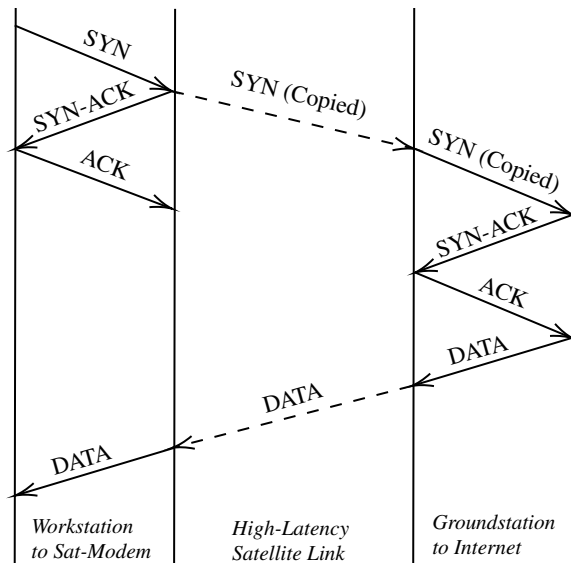 SYN
SYN-ACK
SYN (Copied)
ACK
SYN (Copied)
SYN-ACK
ACK
DATA
DATA
DATA
Workstation
to Sat-Modem
High-Latency
Satellite Link
Groundstation
to Internet